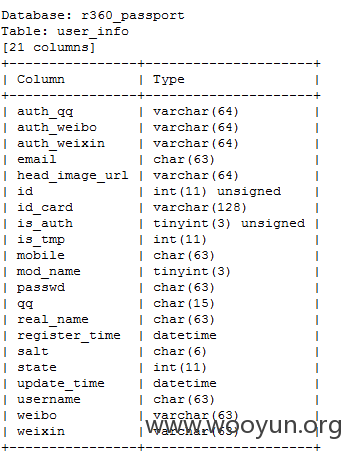 Database: r360_passport
Table: user_info
[21 columns]
+----------------+---------------------+
| Column | Type |
+----------------+---------------------+
| auth_qq | varchar(64) |
| auth_weibo | varchar(64) |
| auth_weixin | varchar(64) |
| email | char(63) |
| head_image_url | varchar(64) |
| id | int(11) unsigned |
| id_card | varchar(128) |
| is_auth | tinyint(3) unsigned |
| is_tmp | int(11) |
| mobile | char(63) |
| mod_name | tinyint(3) |
| passwd | char(63) |
| qq | char(15) |
| real_name | char(63) |
| register_time | datetime |
| salt | char(6) |
| state | int(11) |
| update_time | datetime |
| username | char(63) |
| weibo | varchar(63) |
| weixin | varchar(63) |
+----------------+---------------------+
www.wooyun.org